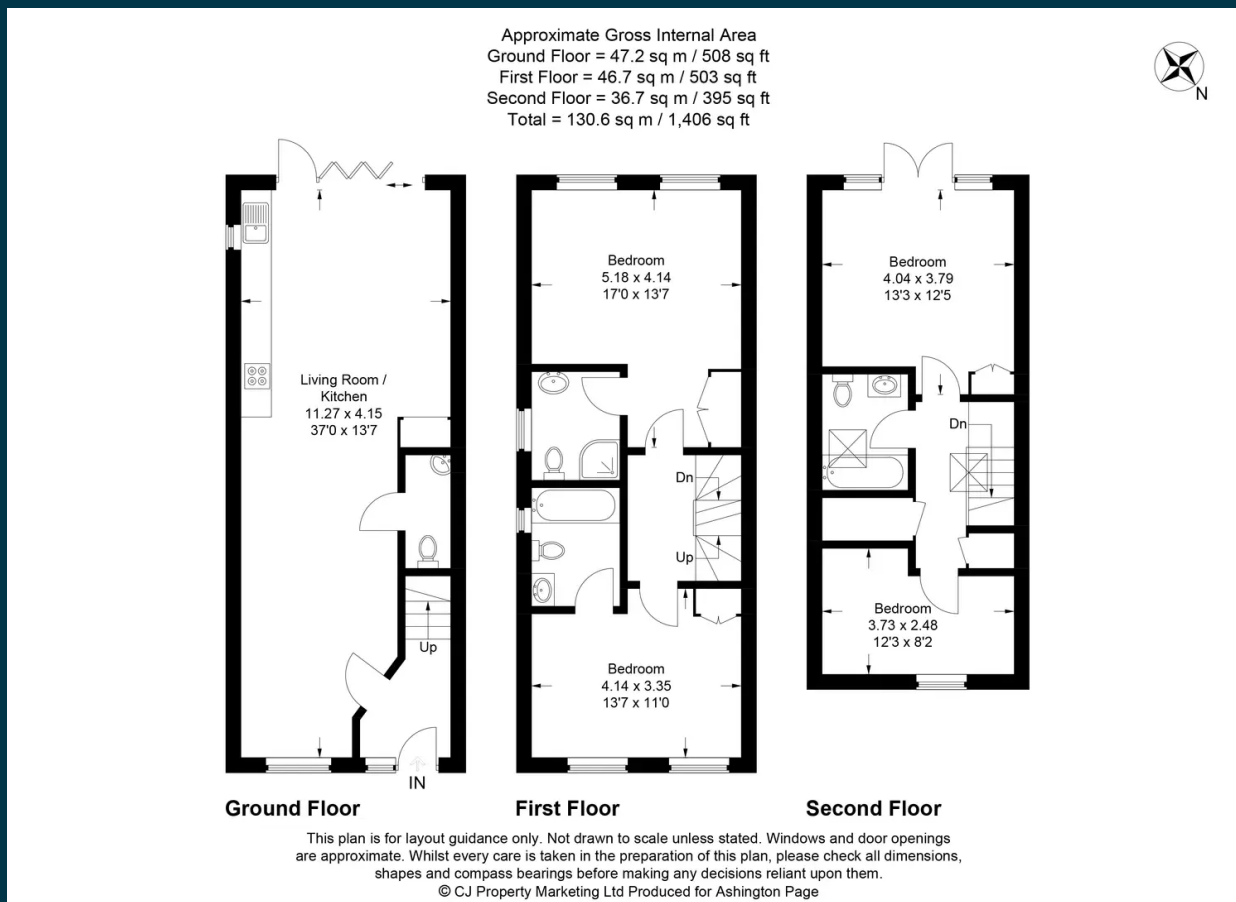 Approximate Gross Internal Area
Ground Floor = 47.2 sq m / 508 sq ft
First Floor = 46.7 sq m / 503 sq ft
Second Floor = 36.7 sq m / 395 sq ft
Total = 130.6 sq m / 1,406 sq ft
N
Living Room /
Kitchen
11.27 x 4.15
37'0 x 13'7
Up
IN
Ground Floor
Bedroom
5.18 x 4.14
17'0 x 13'7
Dn
Up
Bedroom
4.14 x 3.35
13'7 x 11'0
First Floor
Bedroom
4.04 x 3.79
13'3 x 12'5
Dn
Bedroom
3.73 x 2.48
12'3 x 8'2
Second Floor
This plan is for layout guidance only. Not drawn to scale unless stated. Windows and door openings
are approximate. Whilst every care is taken in the preparation of this plan, please check all dimensions,
shapes and compass bearings before making any decisions reliant upon them.
© CJ Property Marketing Ltd Produced for Ashington Page